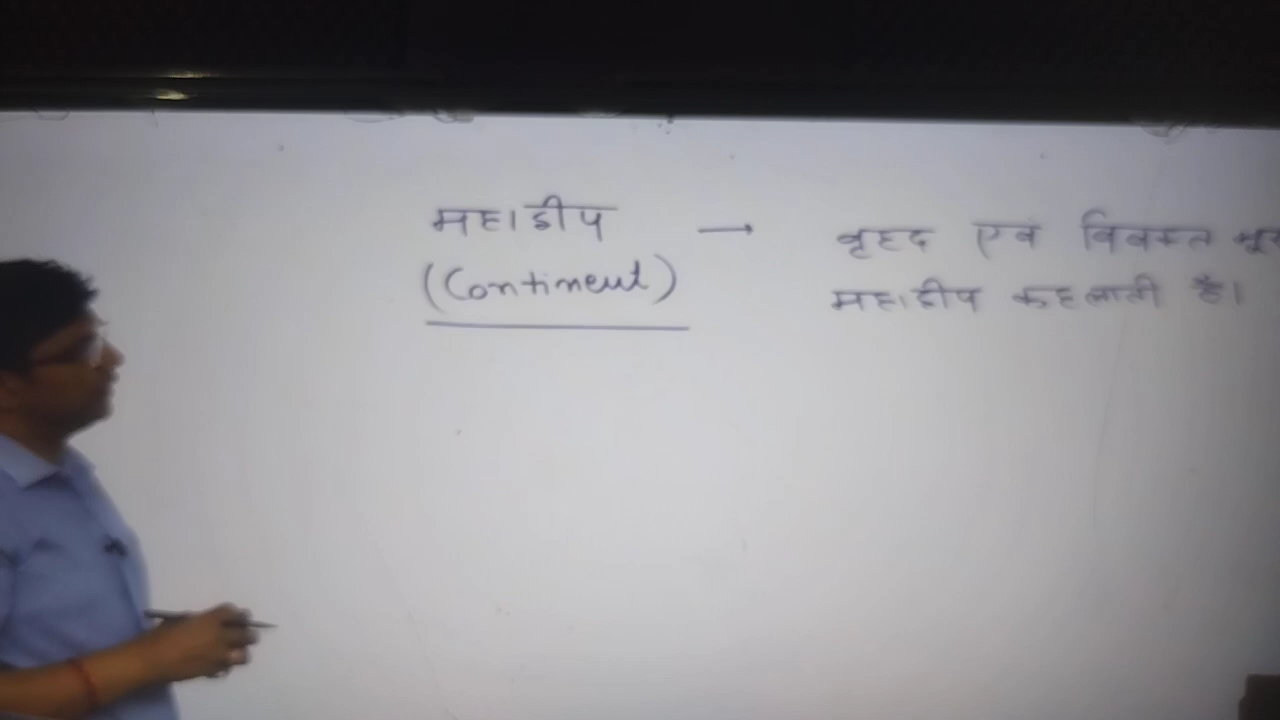 महाद्वीप → वृहद एवं विस्तृत
(Continent) महाद्वीप कहलाती है।